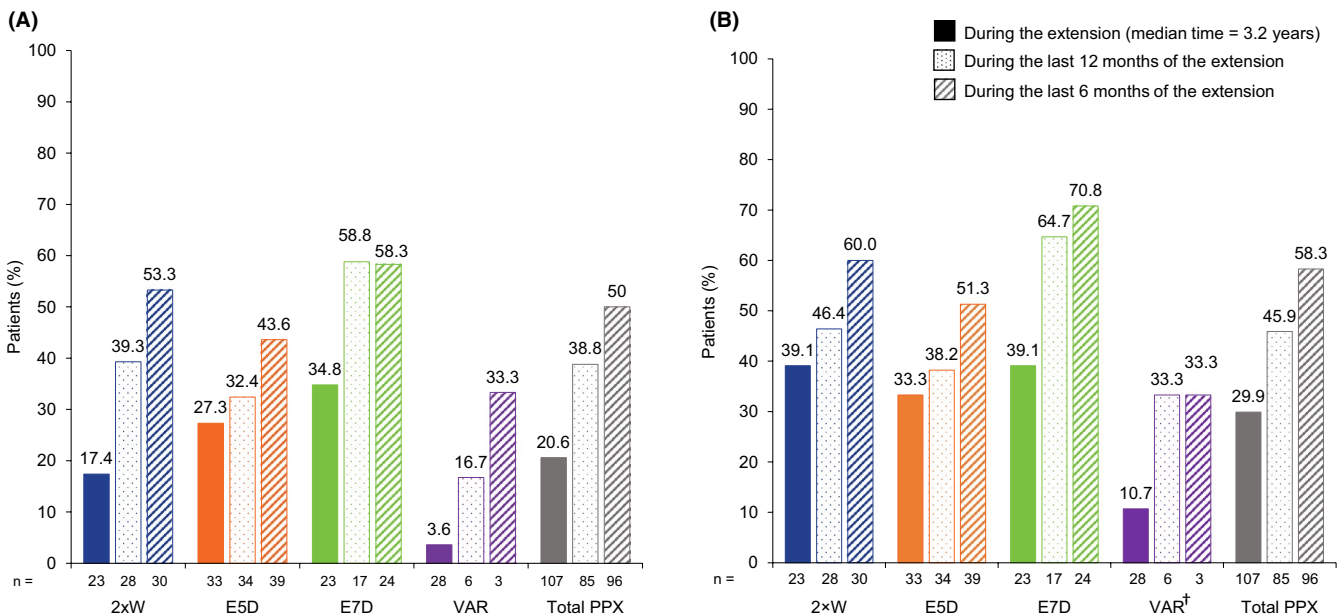 (A)
100
90
80
70
60
50
40
30
20
10
0
Patients (%)
17.4 39.3 53.3
27.3 32.4 43.6
34.8 58.8 58.3
3.6 16.7 33.3
20.6 38.8 50
n = 23 28 30 33 34 39 23 17 24 28 6 3 107 85 96
2xW E5D E7D VAR Total PPX
(B)
During the extension (median time = 3.2 years)
During the last 12 months of the extension
During the last 6 months of the extension
100
90
80
70
60
50
40
30
20
10
0
Patients (%)
39.1 46.4 60.0
33.3 38.2 51.3
39.1 64.7 70.8
10.7 33.3 33.3
29.9 45.9 58.3
n = 23 28 30 33 34 39 23 17 24 28 6 3 107 85 96
2×W E5D E7D VAR† Total PPX